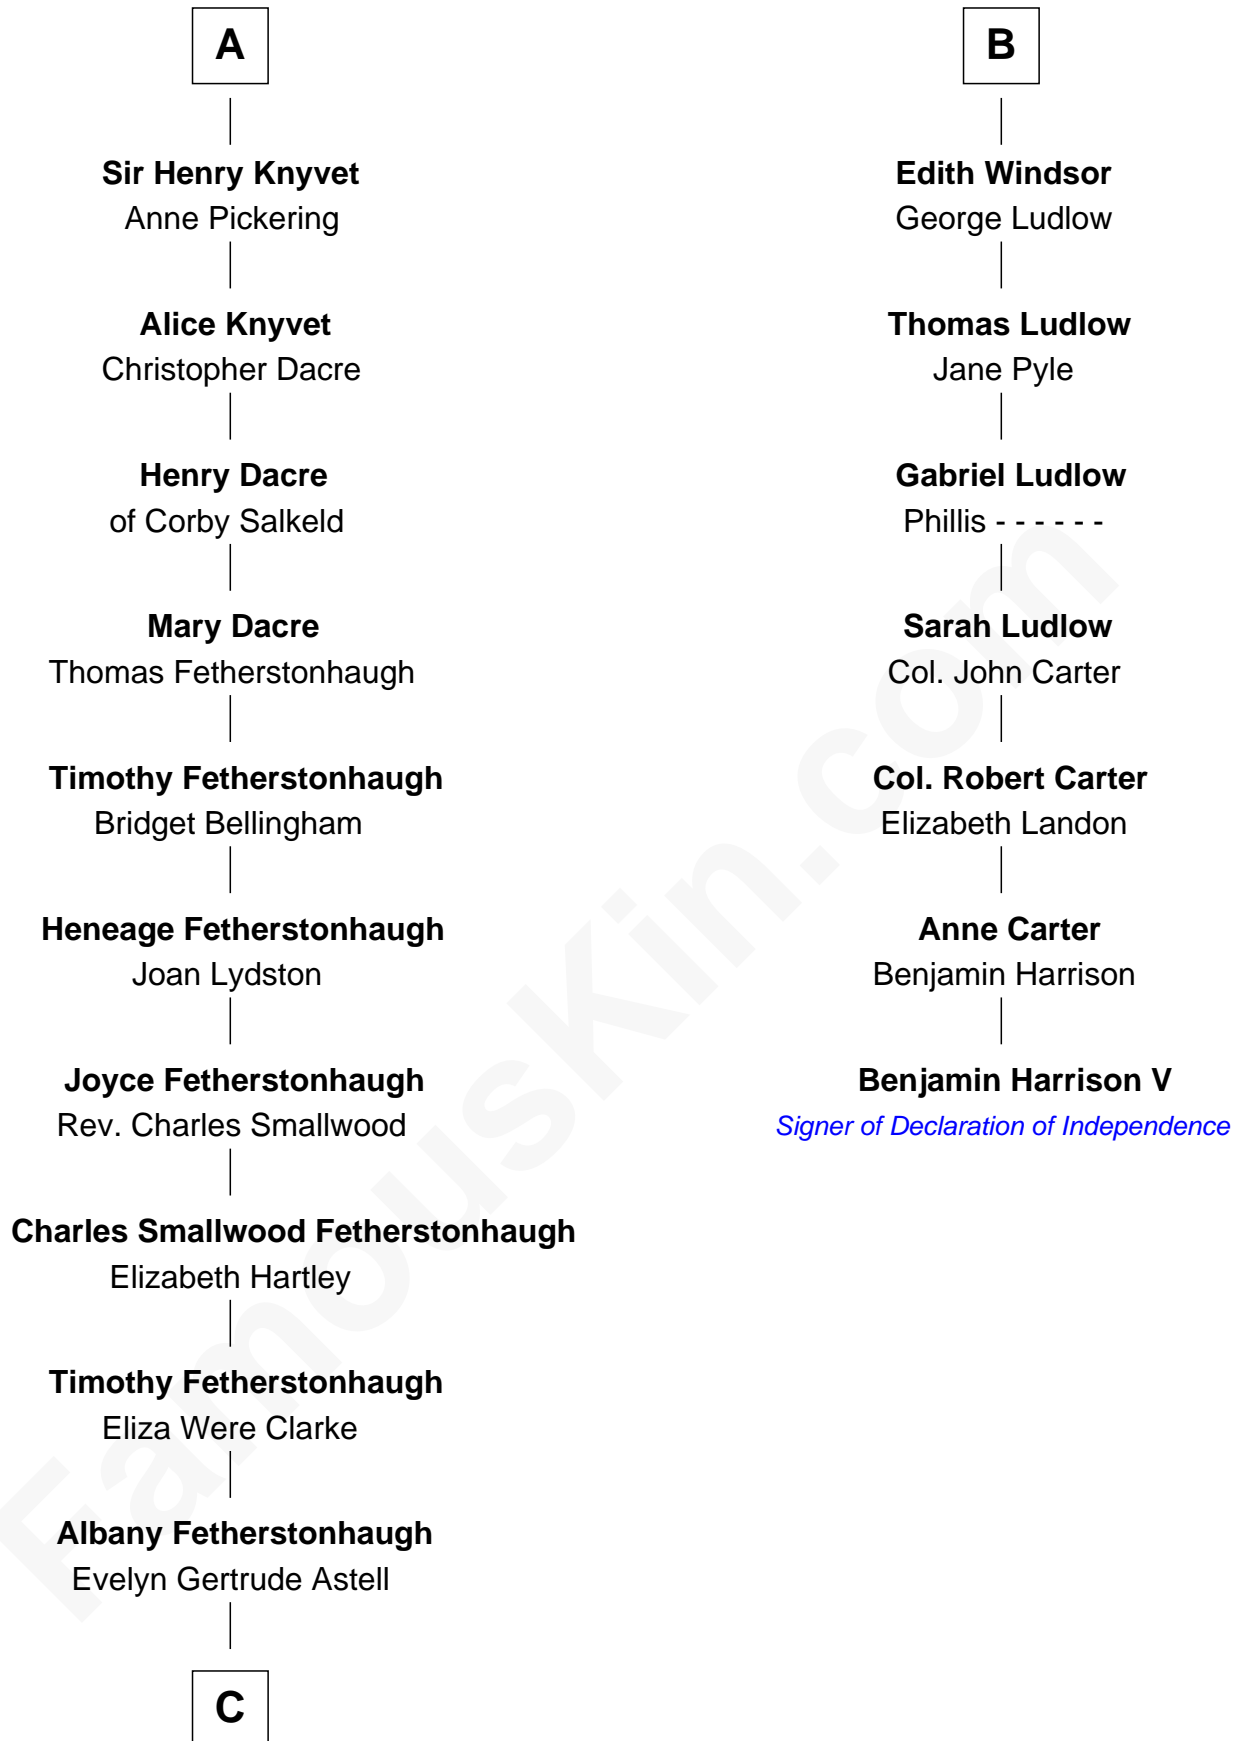 A
Sir Henry Knyvet
Anne Pickering
Alice Knyvet
Christopher Dacre
Henry Dacre
of Corby Salkeld
Mary Dacre
Thomas Fetherstonhaugh
Timothy Fetherstonhaugh
Bridget Bellingham
Heneage Fetherstonhaugh
Joan Lydston
Joyce Fetherstonhaugh
Rev. Charles Smallwood
Charles Smallwood Fetherstonhaugh
Elizabeth Hartley
Timothy Fetherstonhaugh
Eliza Were Clarke
Albany Fetherstonhaugh
Evelyn Gertrude Astell
C
B
Edith Windsor
George Ludlow
Thomas Ludlow
Jane Pyle
Gabriel Ludlow
Phillis - - - - - -
Sarah Ludlow
Col. John Carter
Col. Robert Carter
Elizabeth Landon
Anne Carter
Benjamin Harrison
Benjamin Harrison V
Signer of Declaration of Independence
FamousKin.com